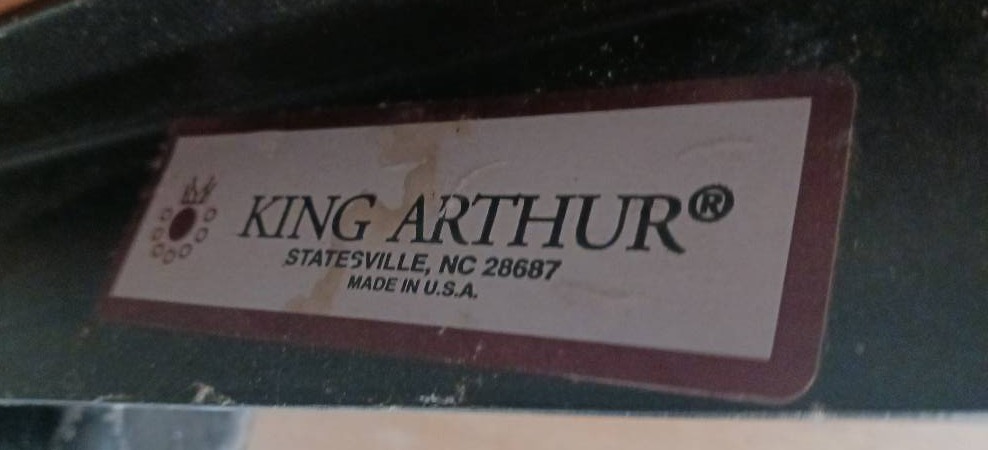 KING ARTHUR®
STATESVILLE, NC 28687
MADE IN U.S.A.